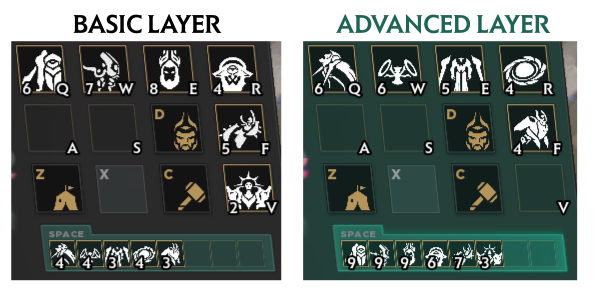 BASIC LAYER
6 Q 7 W 8 E 4 R
A S D 5 F
Z X C 2 V
SPACE
4 4 3 4 3
ADVANCED LAYER
6 Q 6 W 5 E 4 R
A S D 4 F
Z X C V
SPACE
9 9 9 6 7 3